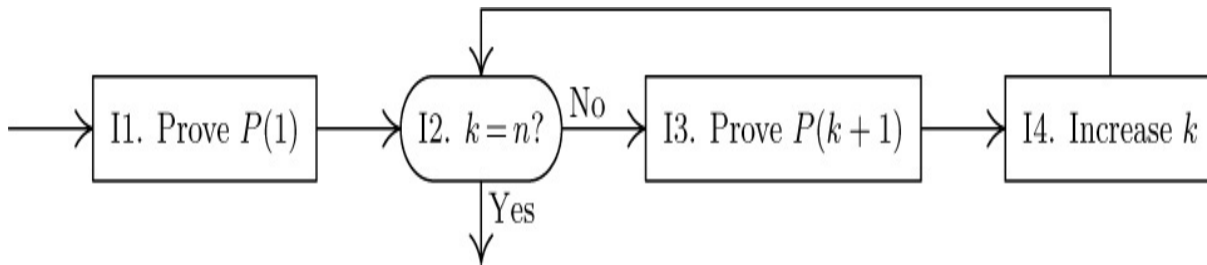 I1. Prove P(1)
I2. k = n?
No
I3. Prove P(k + 1)
I4. Increase k
Yes